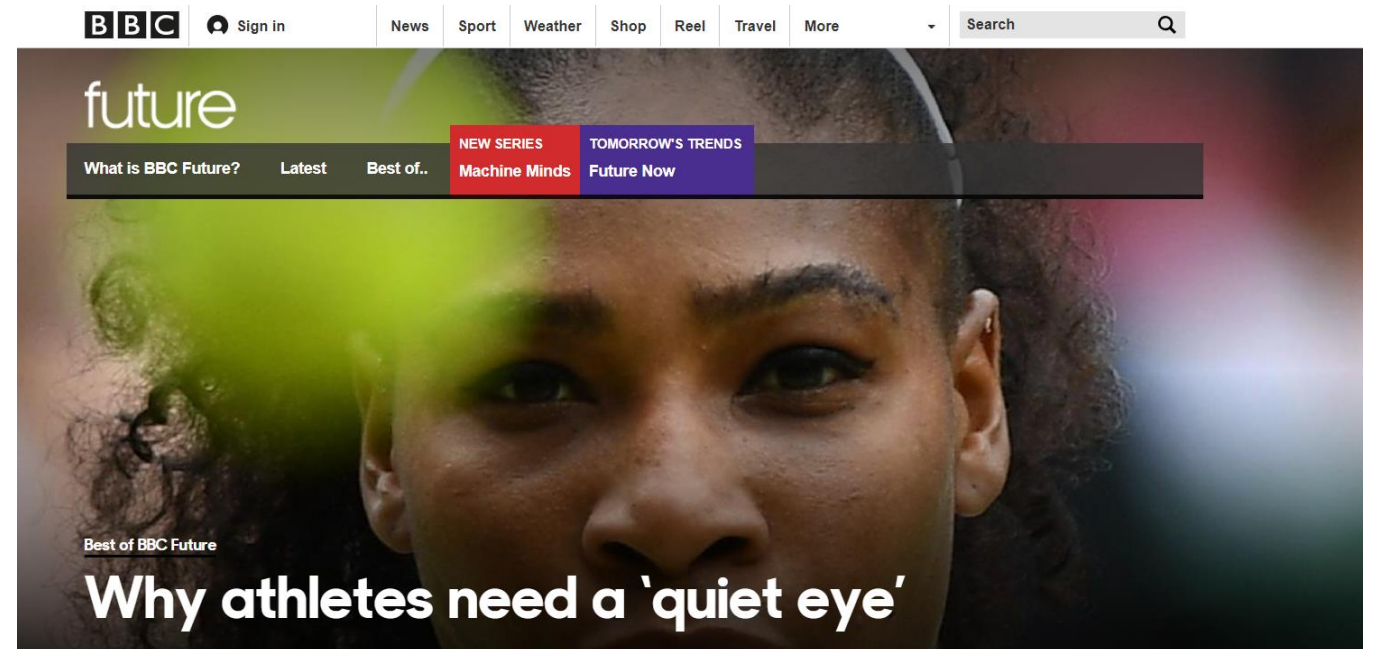 BBC Sign in News Sport Weather Shop Reel Travel More Search
future
NEW SERIES TOMORROW'S TRENDS
What is BBC Future? Latest Best of.. Machine Minds Future Now
Best of BBC Future
Why athletes need a ‘quiet eye’